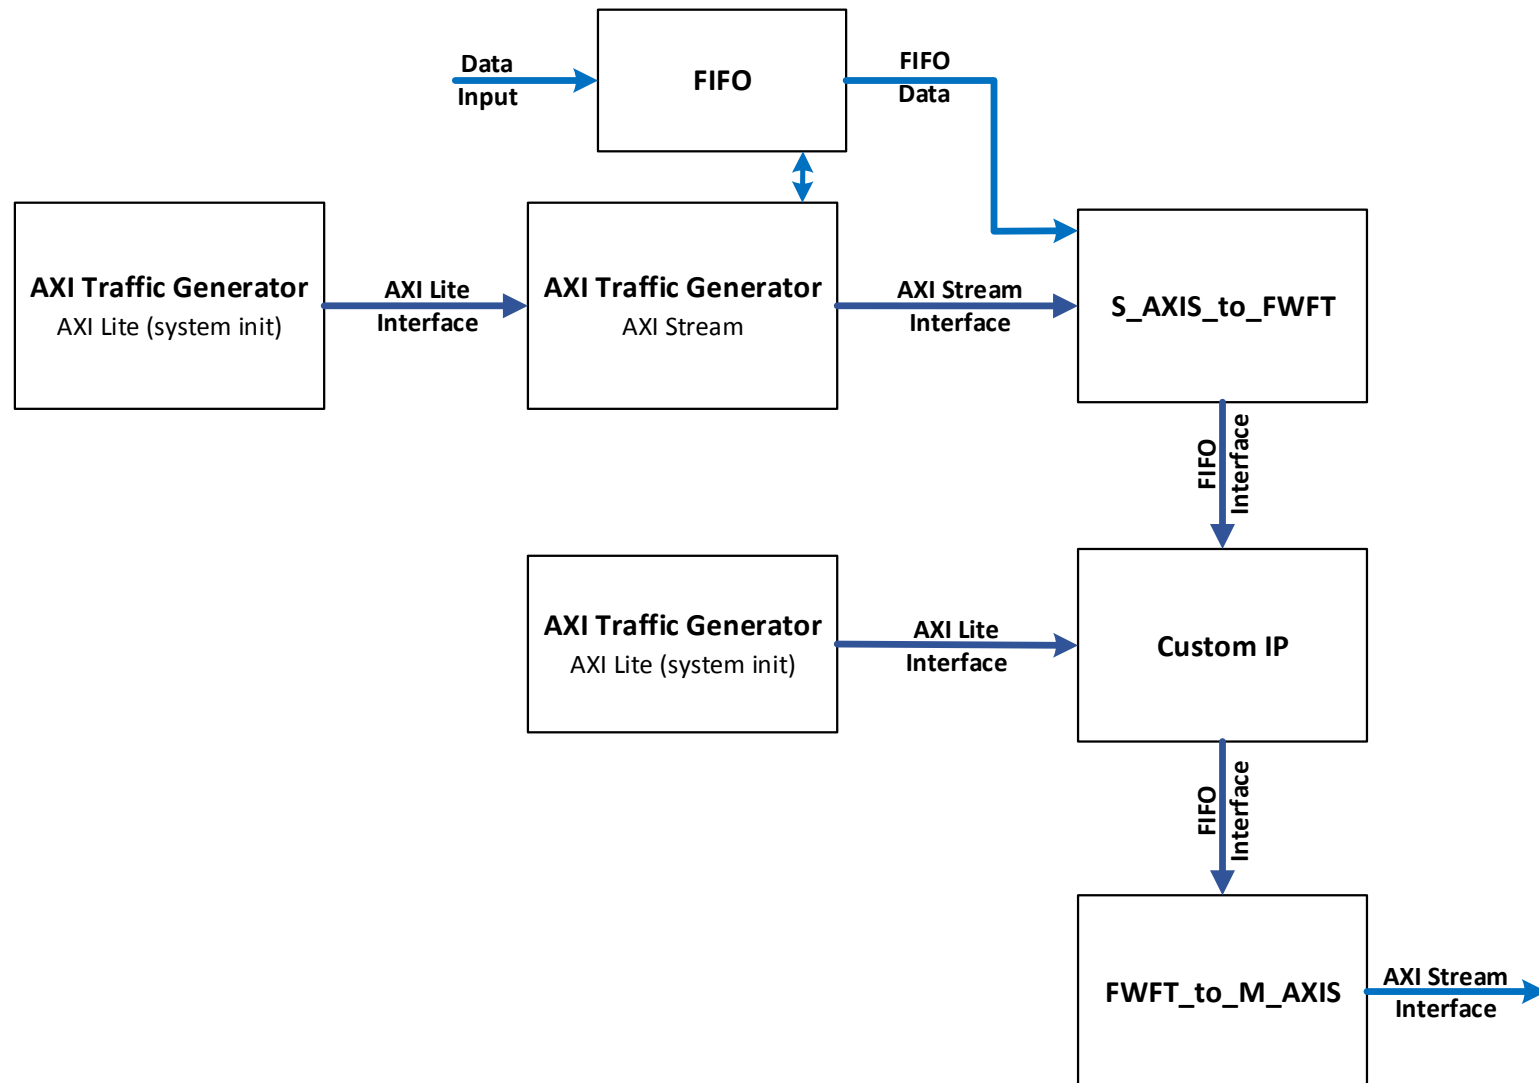 Data
Input
FIFO
FIFO
Data
AXI Traffic Generator
AXI Lite (system init)
AXI Lite
Interface
AXI Traffic Generator
AXI Stream
AXI Stream
Interface
S_AXIS_to_FWFT
FIFO
Interface
AXI Traffic Generator
AXI Lite (system init)
AXI Lite
Interface
Custom IP
FIFO
Interface
FWFT_to_M_AXIS
AXI Stream
Interface